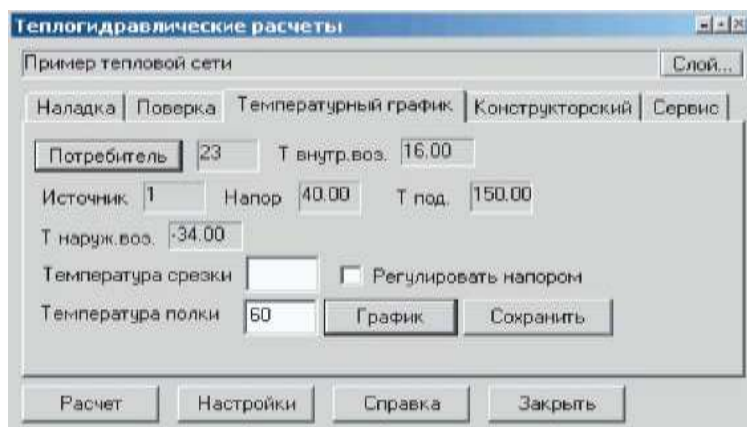 Теплогидравлические расчеты
Пример тепловой сети Слой...
Наладка Поверка Температурный график Конструкторский Сервис
Потребитель 23 Т внутр.воз. 16.00
Источник 1 Напор 40.00 Т под. 150.00
Т наруж.воз. -34.00
Температура срезки Регулировать напором
Температура полки 60 График Сохранить
Расчет Настройки Справка Закрыть